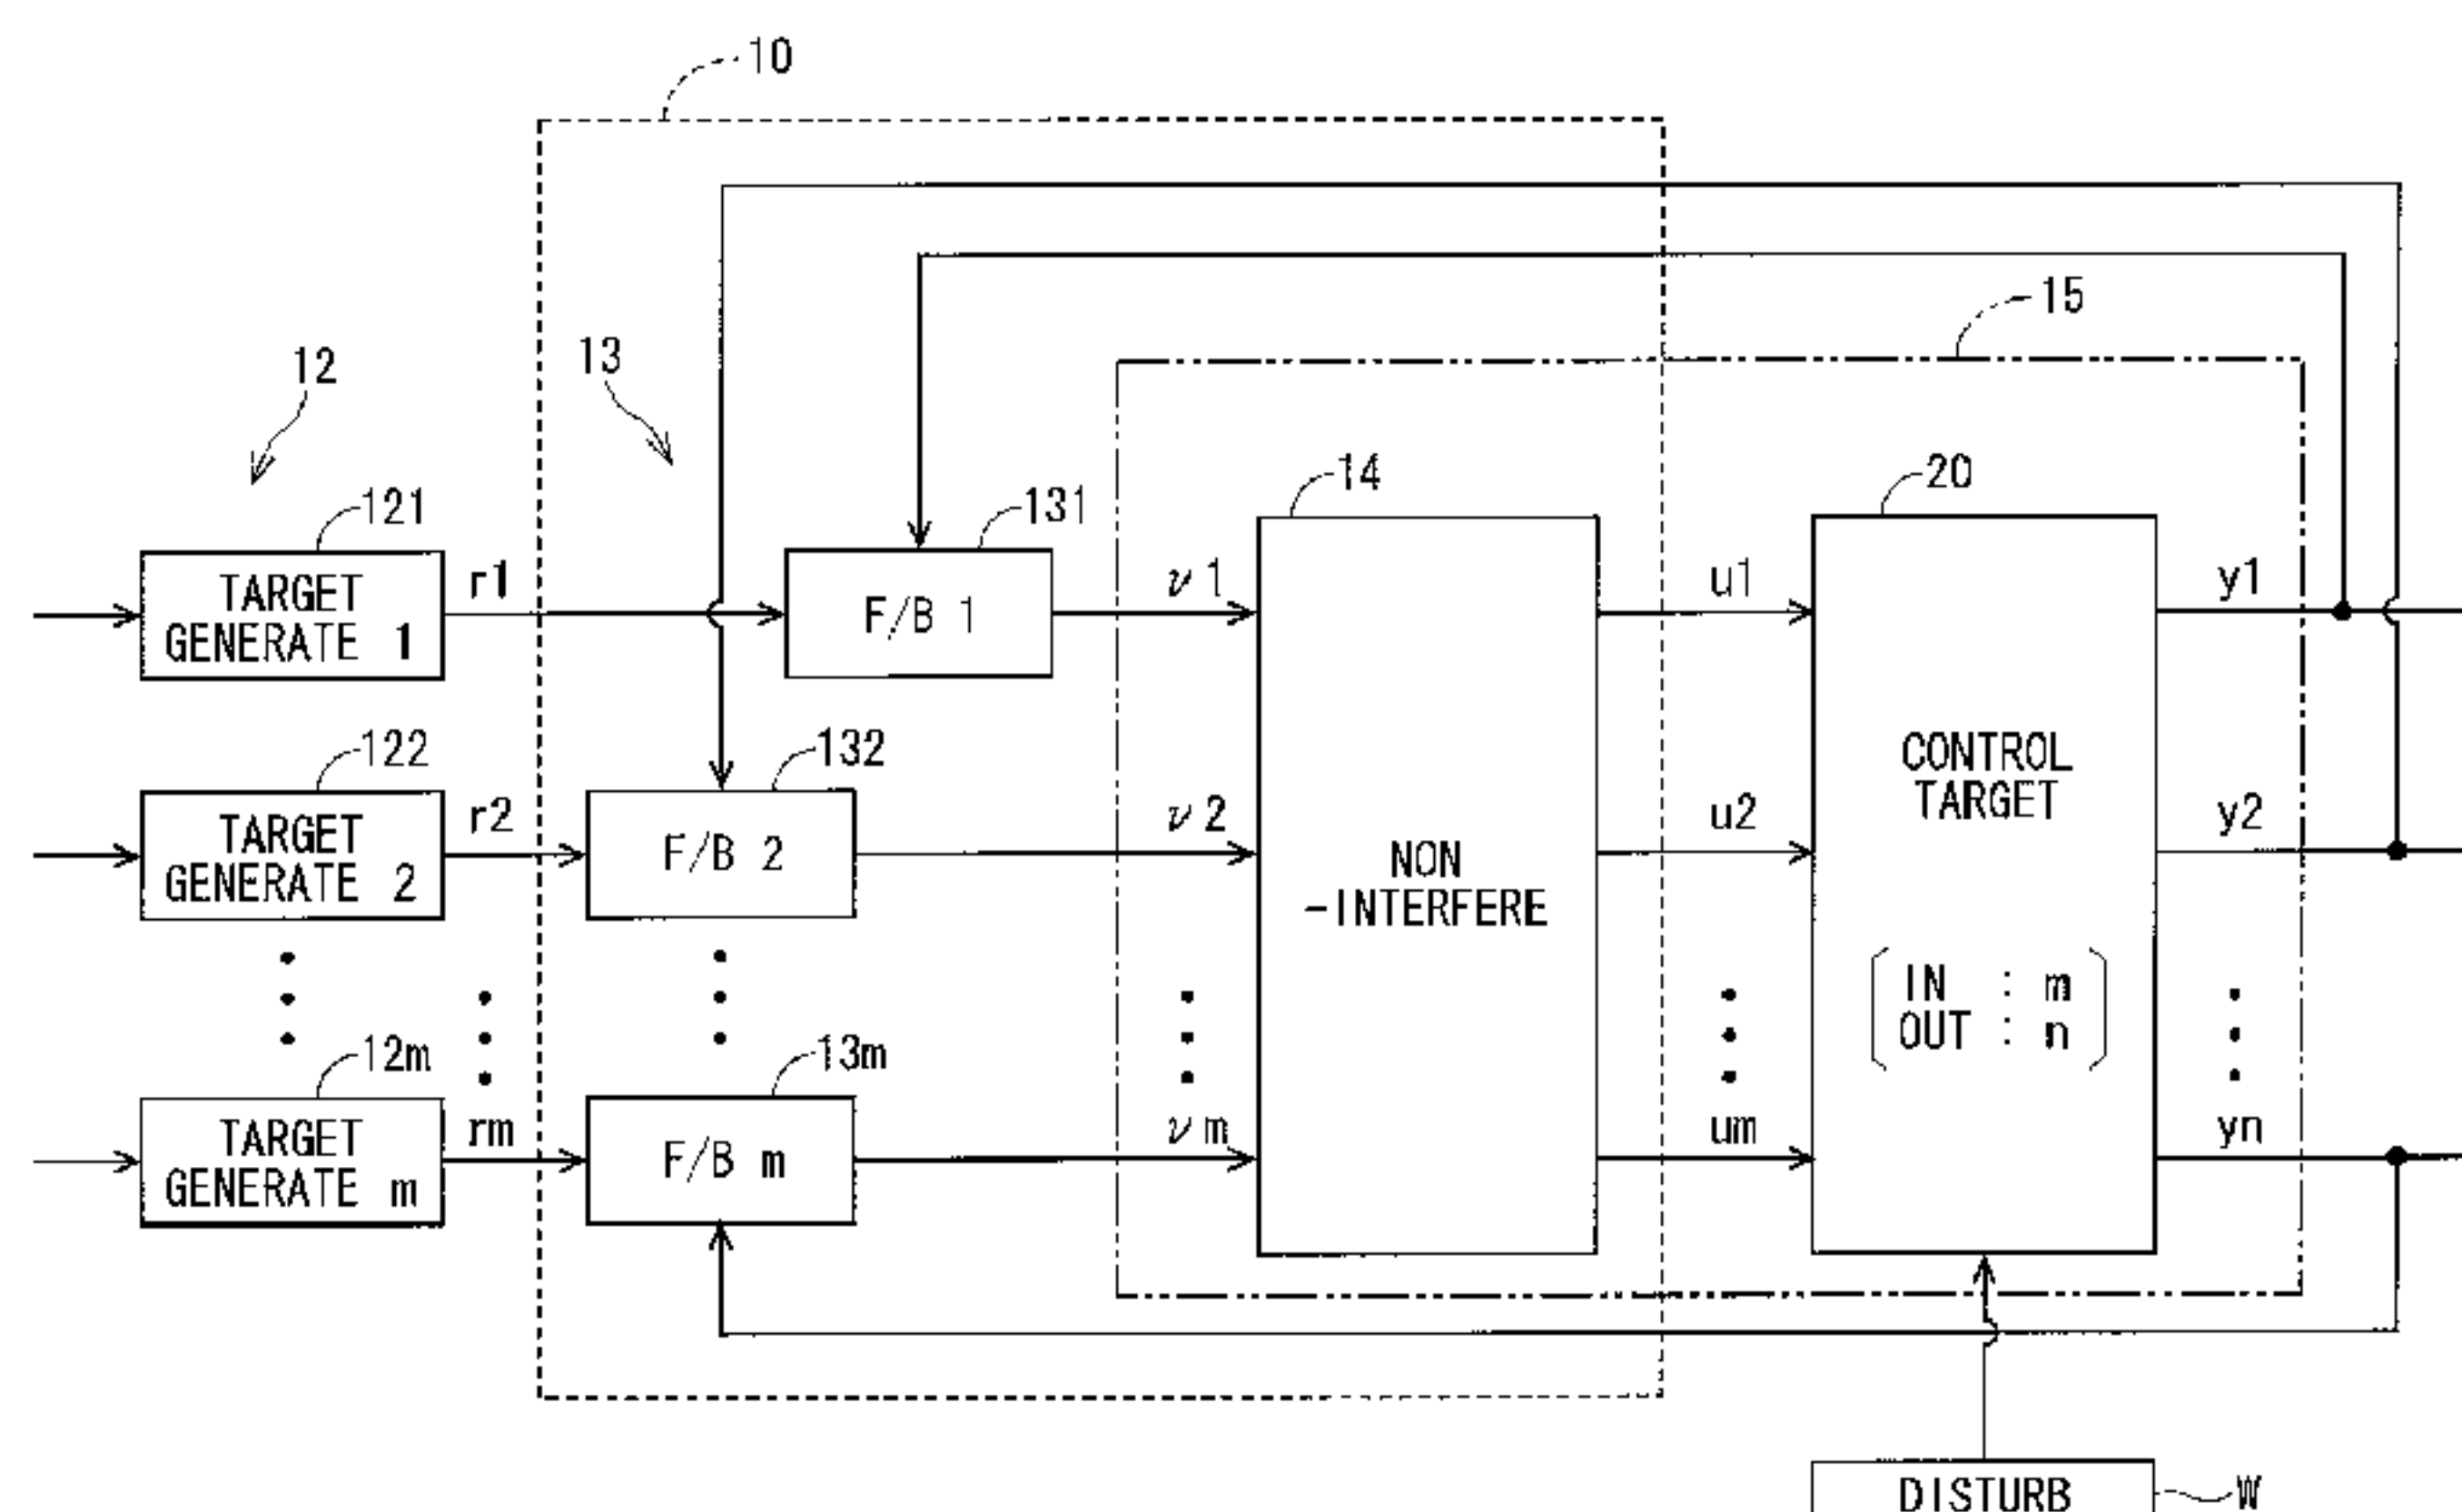 10
15
12
13
14
20
121
131
TARGET
GENERATE 1
r1
F/B 1
ν1
u1
y1
122
132
TARGET
GENERATE 2
r2
F/B 2
ν2
NON
-INTERFERE
u2
CONTROL
TARGET
y2
IN : m
OUT : n
12m
13m
TARGET
GENERATE m
rm
F/B m
νm
um
yn
DISTURB
W